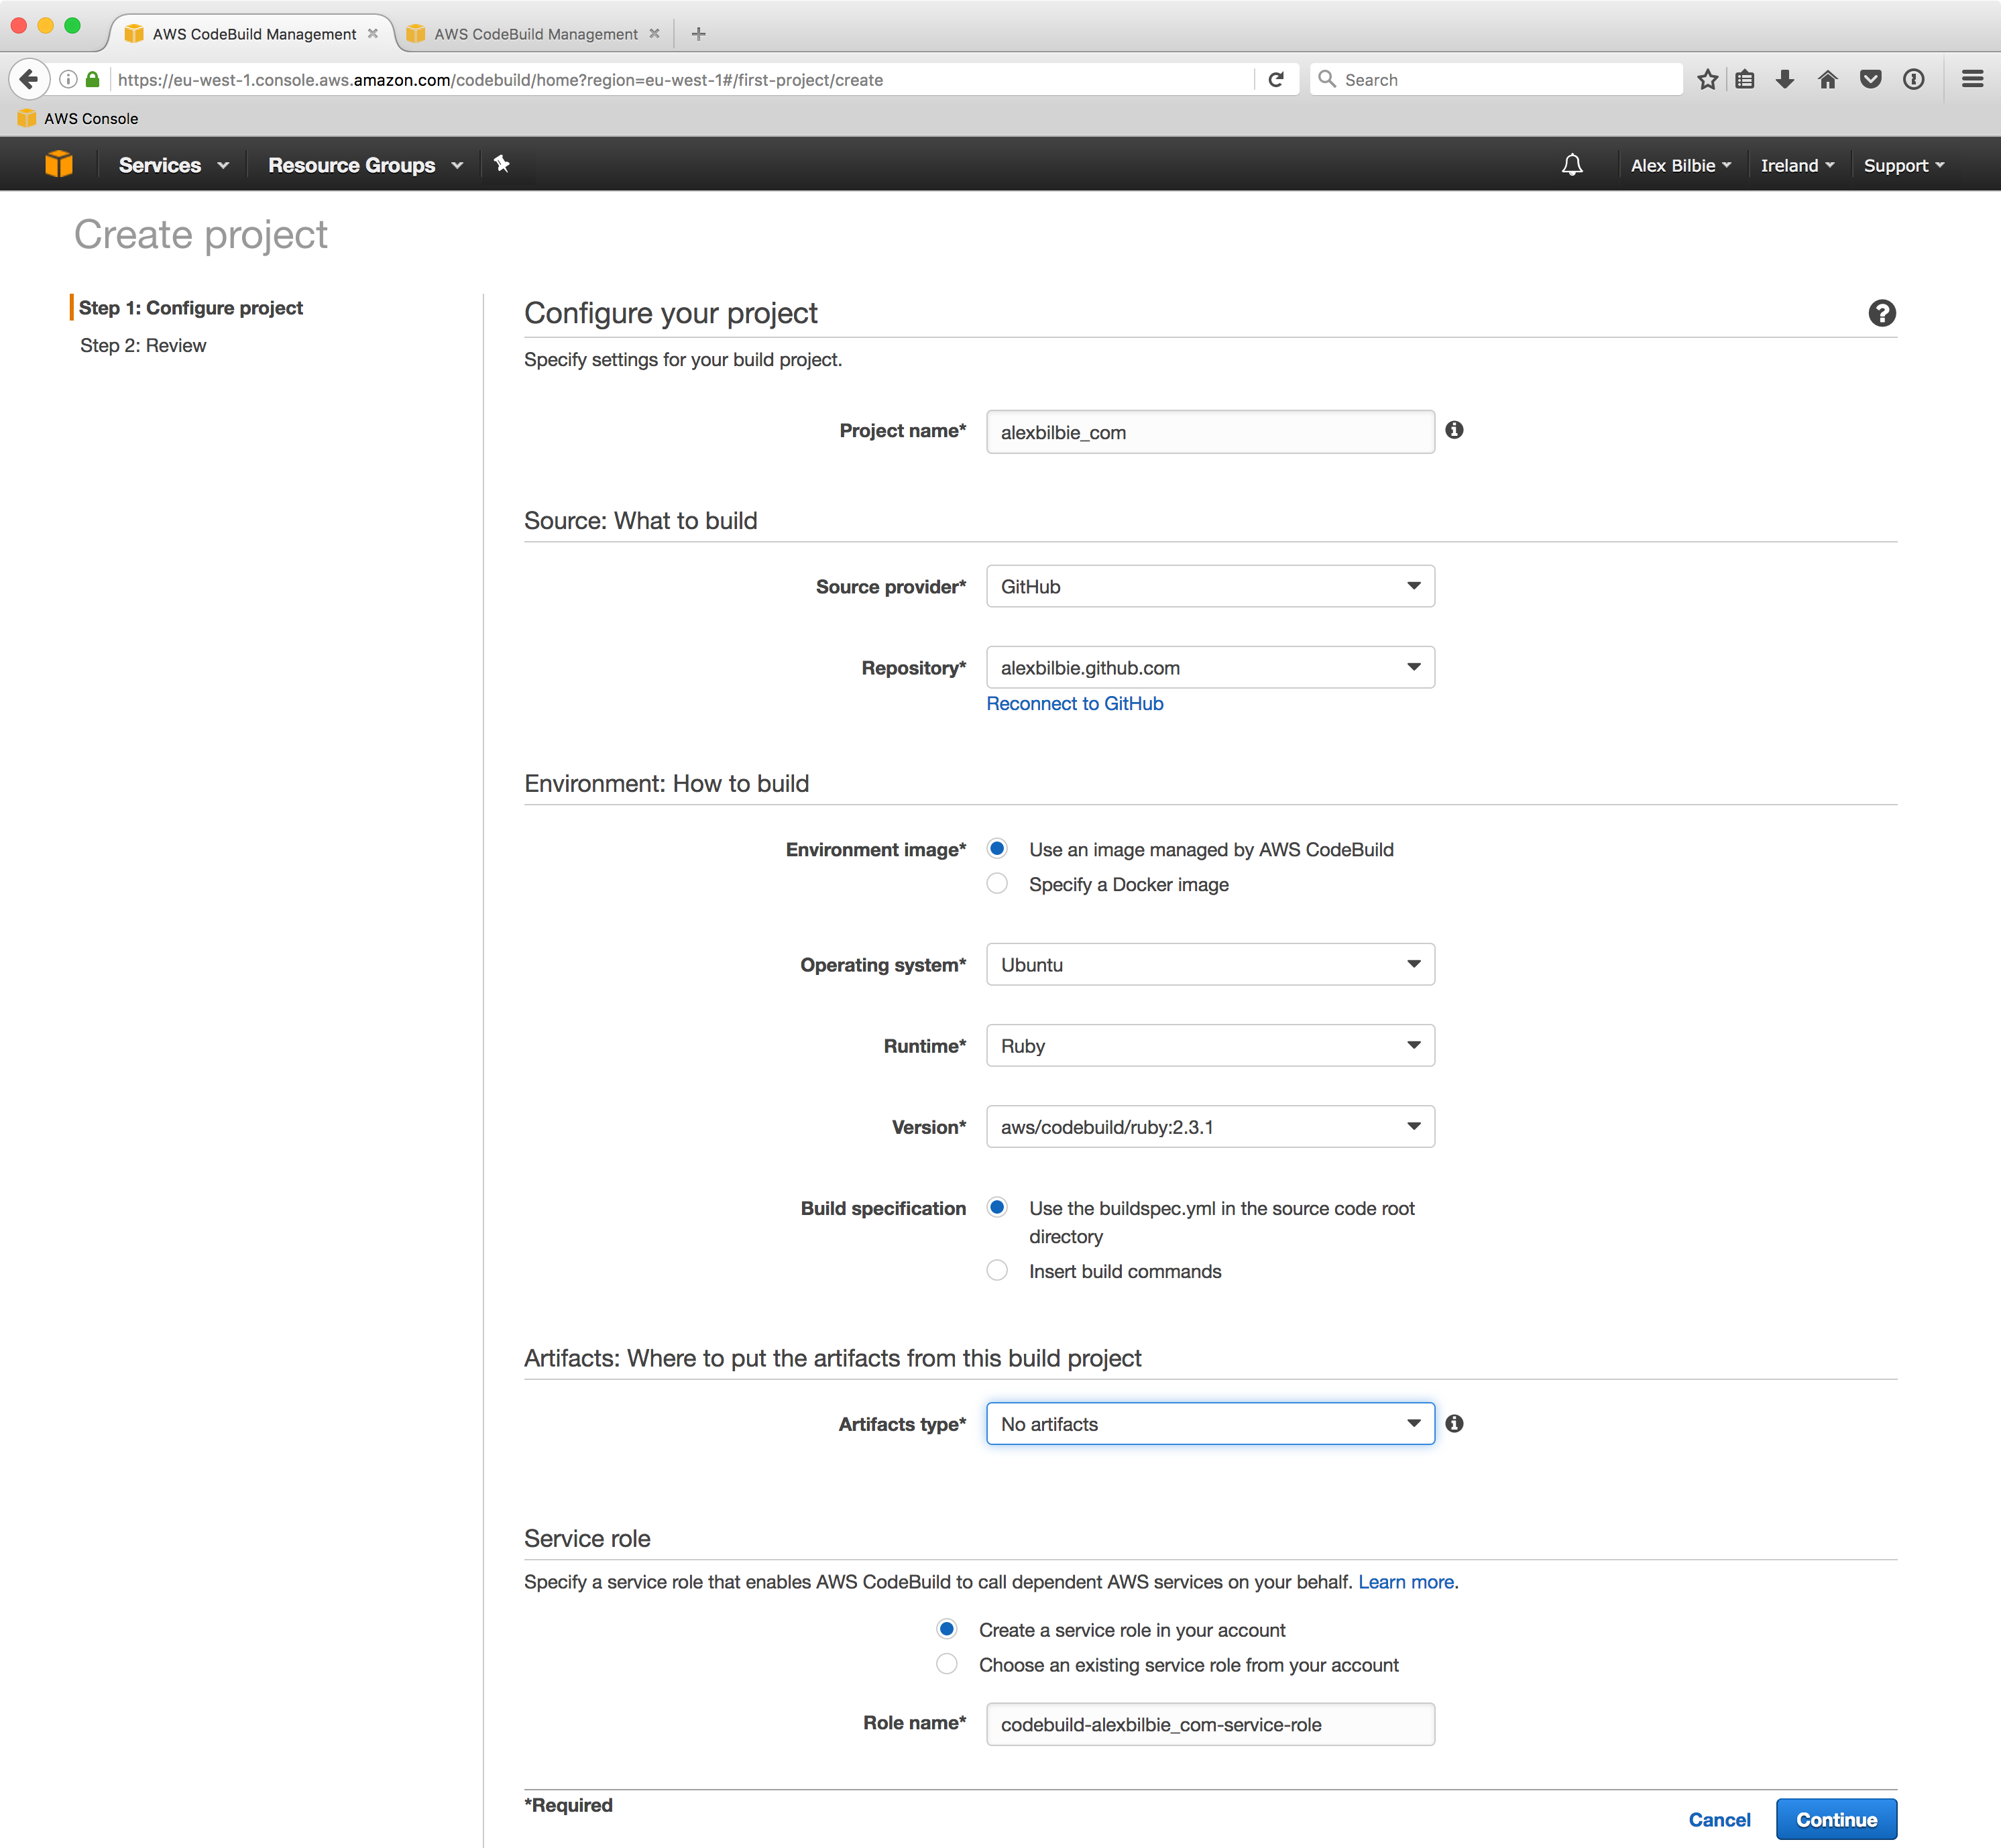 AWS CodeBuild Management
AWS CodeBuild Management
https://eu-west-1.console.aws.amazon.com/codebuild/home?region=eu-west-1#/first-project/create
Search
AWS Console
Services
Resource Groups
Alex Bilbie
Ireland
Support
Create project
Step 1: Configure project
Step 2: Review
Configure your project
Specify settings for your build project.
Project name* alexbilbie_com
Source: What to build
Source provider* GitHub
Repository* alexbilbie.github.com
Reconnect to GitHub
Environment: How to build
Environment image* Use an image managed by AWS CodeBuild
Specify a Docker image
Operating system* Ubuntu
Runtime* Ruby
Version* aws/codebuild/ruby:2.3.1
Build specification Use the buildspec.yml in the source code root
directory
Insert build commands
Artifacts: Where to put the artifacts from this build project
Artifacts type* No artifacts
Service role
Specify a service role that enables AWS CodeBuild to call dependent AWS services on your behalf. Learn more.
Create a service role in your account
Choose an existing service role from your account
Role name* codebuild-alexbilbie_com-service-role
*Required
Cancel
Continue